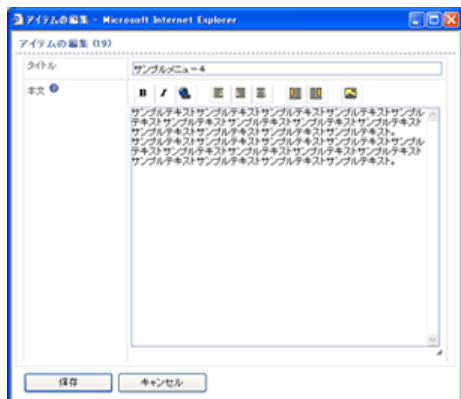 アイテムの編集 - Microsoft Internet Explorer
アイテムの編集 (19)
タイトル
サンプルメニュー4
本文
B I
サンプルテキストサンプルテキストサンプルテキストサンプルテキストサンプル
テキストサンプルテキストサンプルテキストサンプルテキストサンプルテキスト
サンプルテキストサンプルテキストサンプルテキストサンプルテキスト。
サンプルテキストサンプルテキストサンプルテキストサンプルテキストサンプル
テキストサンプルテキストサンプルテキストサンプルテキストサンプルテキスト
サンプルテキストサンプルテキストサンプルテキストサンプルテキスト。
保存
キャンセル